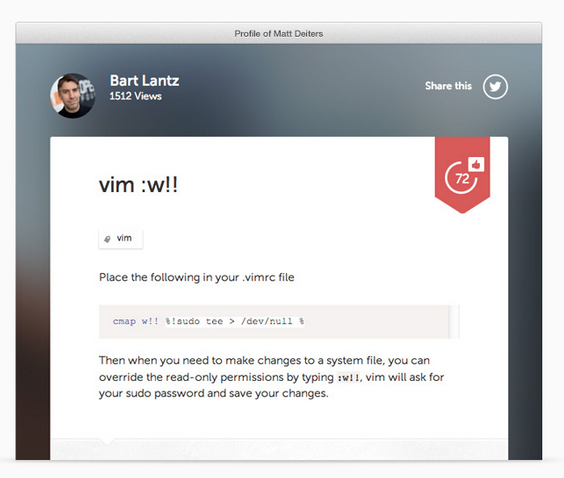 Profile of Matt Deiters
Bart Lantz
1512 Views
Share this
72
vim :w!!
vim
Place the following in your .vimrc file
cmap w!! %!sudo tee > /dev/null %
Then when you need to make changes to a system file, you can
override the read-only permissions by typing :w!!, vim will ask for
your sudo password and save your changes.